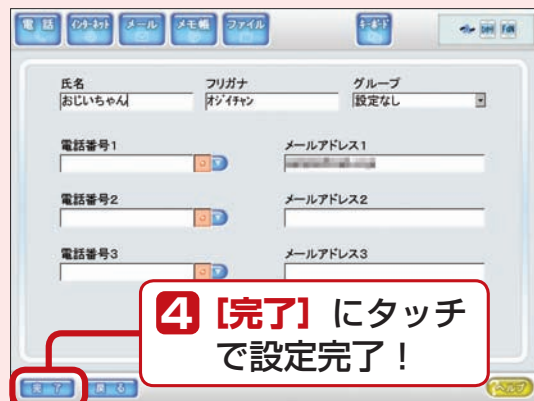 電 話 インターネット メール メモ帳 ファイル キーボード
氏名 フリガナ グループ
おじいちゃん オジイチャン 設定なし
電話番号1 メールアドレス1
電話番号2 メールアドレス2
電話番号3 メールアドレス3
4 [完了] にタッチ
で設定完了！
完 了 戻 る ヘルプ